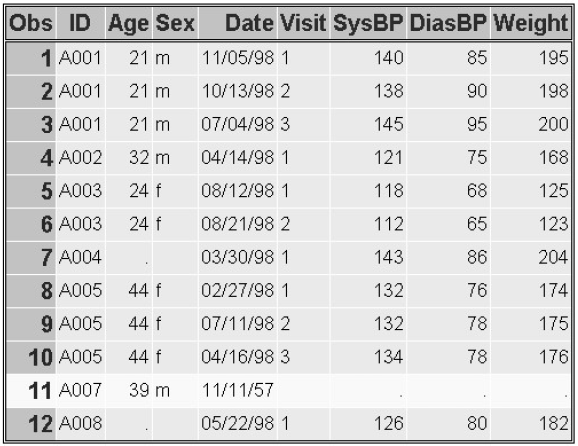 Obs ID Age Sex Date Visit SysBP DiasBP Weight
1 A001 21 m 11/05/98 1 140 85 195
2 A001 21 m 10/13/98 2 138 90 198
3 A001 21 m 07/04/98 3 145 95 200
4 A002 32 m 04/14/98 1 121 75 168
5 A003 24 f 08/12/98 1 118 68 125
6 A003 24 f 08/21/98 2 112 65 123
7 A004 . 03/30/98 1 143 86 204
8 A005 44 f 02/27/98 1 132 76 174
9 A005 44 f 07/11/98 2 132 78 175
10 A005 44 f 04/16/98 3 134 78 176
11 A007 39 m 11/11/57 . . .
12 A008 . 05/22/98 1 126 80 182